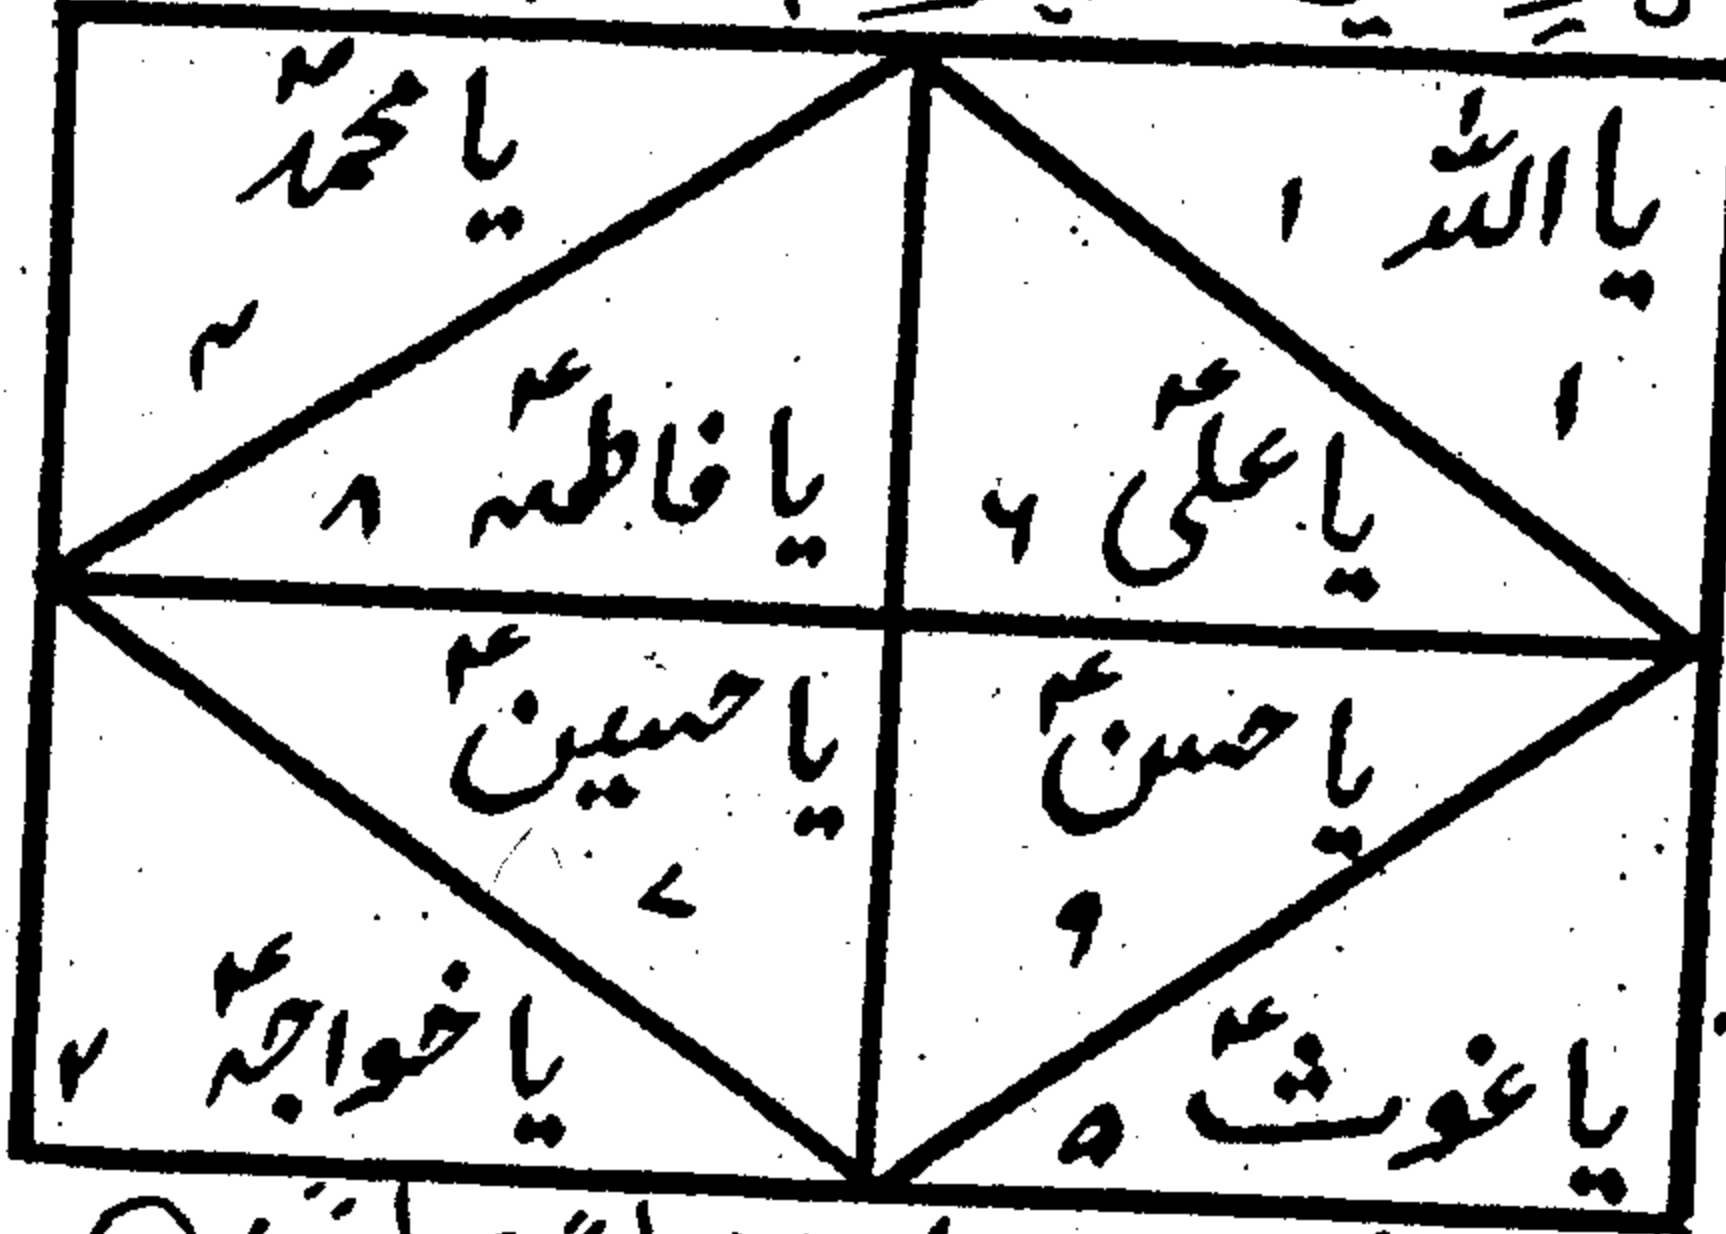 یا اللہ ۱
۱
یا محمدؐ
۲
یا علیؑ ۶
یا فاطمہؑ ۸
یا حسنؑ
۹
یا حسینؑ
۷
یا غوثؑ ۵
یا خواجہؑ ۲